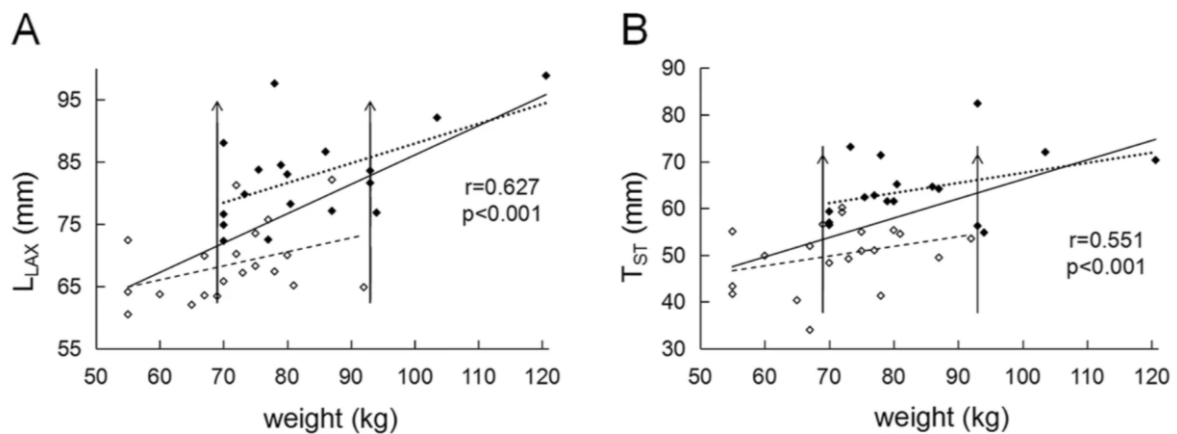 A
95
85
75
65
55
L_LAX (mm)
r=0.627
p<0.001
50 60 70 80 90 100 110 120
weight (kg)
B
90
80
70
60
50
40
30
T_ST (mm)
r=0.551
p<0.001
50 60 70 80 90 100 110 120
weight (kg)